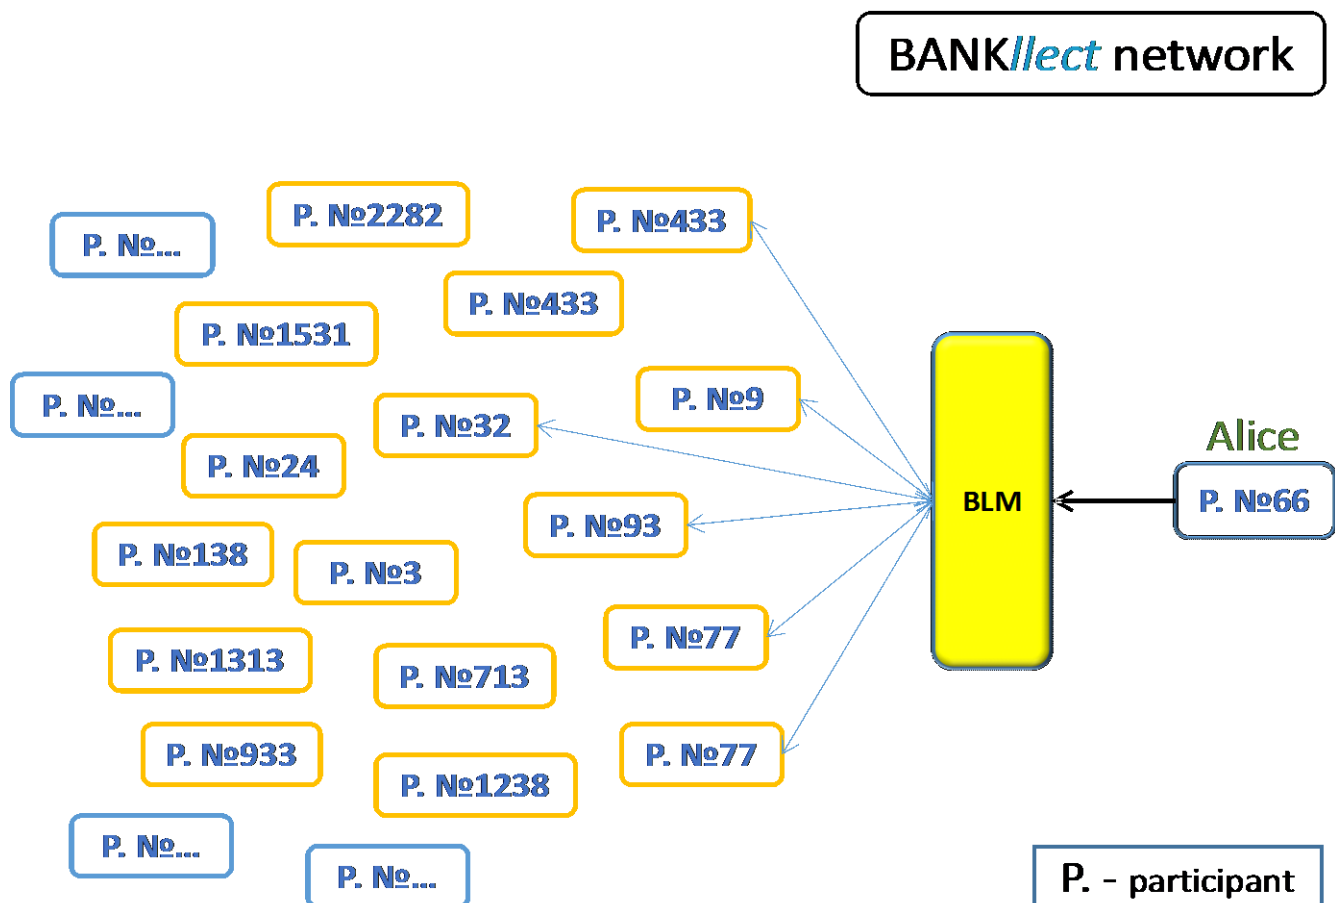 BANKllect network
P. №2282
P. №433
P. №...
P. №433
P. №1531
P. №9
P. №...
P. №32
Alice
P. №24
P. №66
BLM
P. №93
P. №138
P. №3
P. №77
P. №1313
P. №713
P. №933
P. №77
P. №1238
P. №...
P. №...
P. - participant